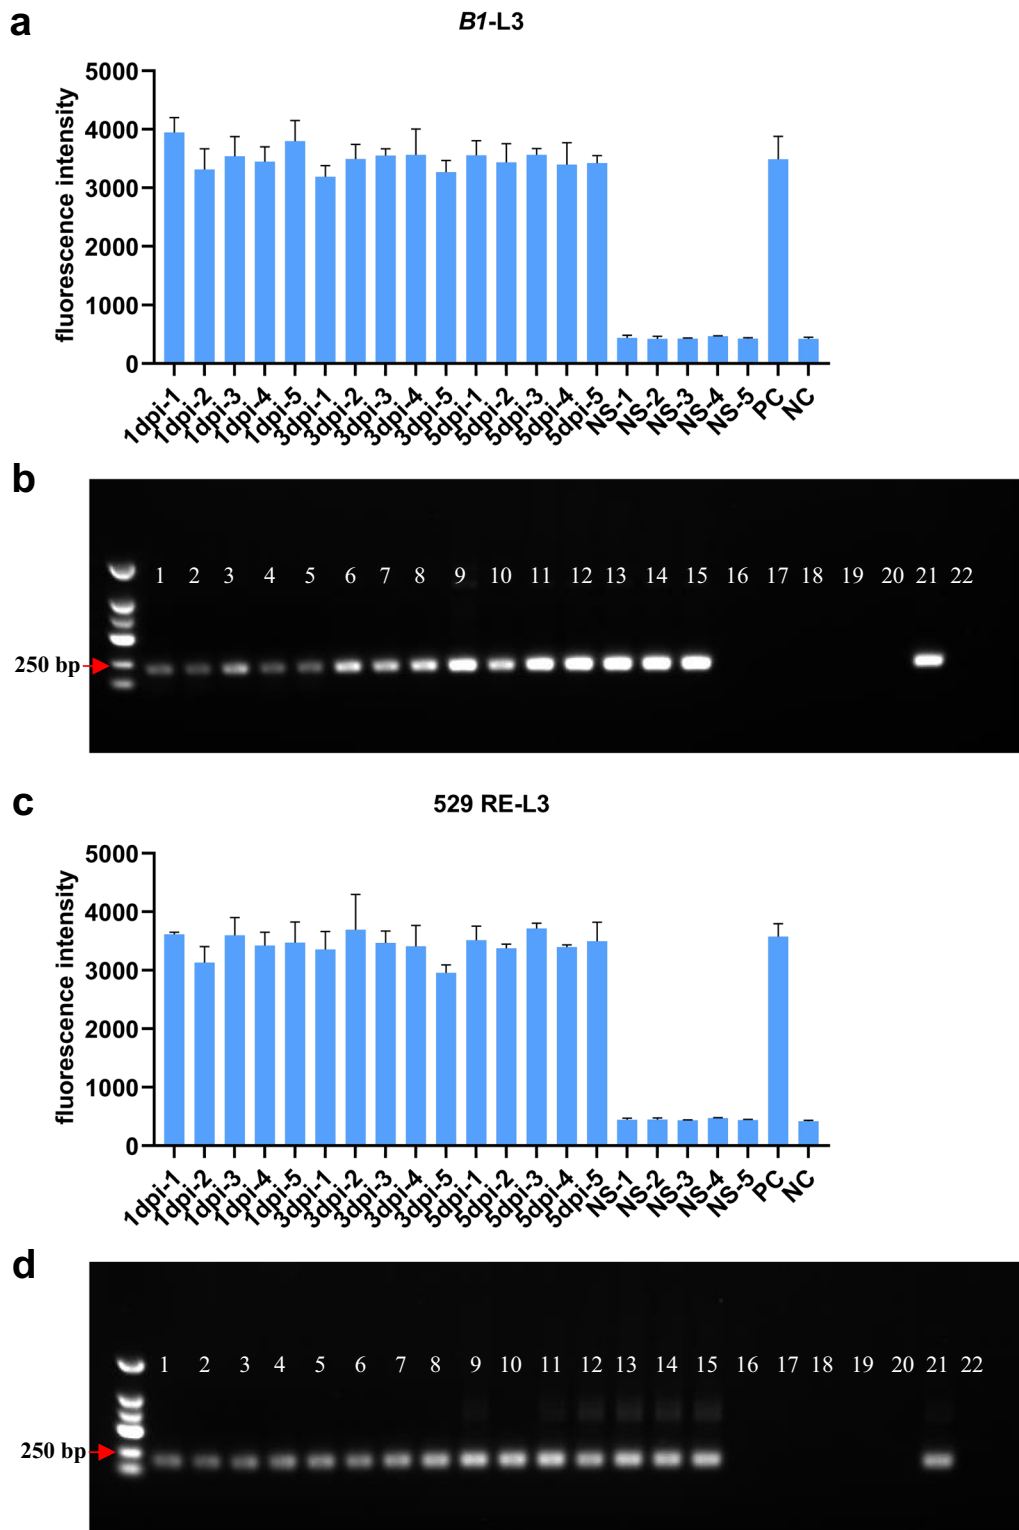 a
B1-L3
5000
4000
3000
2000
1000
0
fluorescence intensity
1dpi-1 1dpi-2 1dpi-3 1dpi-4 1dpi-5 3dpi-1 3dpi-2 3dpi-3 3dpi-4 3dpi-5 5dpi-1 5dpi-2 5dpi-3 5dpi-4 5dpi-5 NS-1 NS-2 NS-3 NS-4 NS-5 PC NC
b
1 2 3 4 5 6 7 8 9 10 11 12 13 14 15 16 17 18 19 20 21 22
250 bp
c
529 RE-L3
5000
4000
3000
2000
1000
0
fluorescence intensity
1dpi-1 1dpi-2 1dpi-3 1dpi-4 1dpi-5 3dpi-1 3dpi-2 3dpi-3 3dpi-4 3dpi-5 5dpi-1 5dpi-2 5dpi-3 5dpi-4 5dpi-5 NS-1 NS-2 NS-3 NS-4 NS-5 PC NC
d
1 2 3 4 5 6 7 8 9 10 11 12 13 14 15 16 17 18 19 20 21 22
250 bp